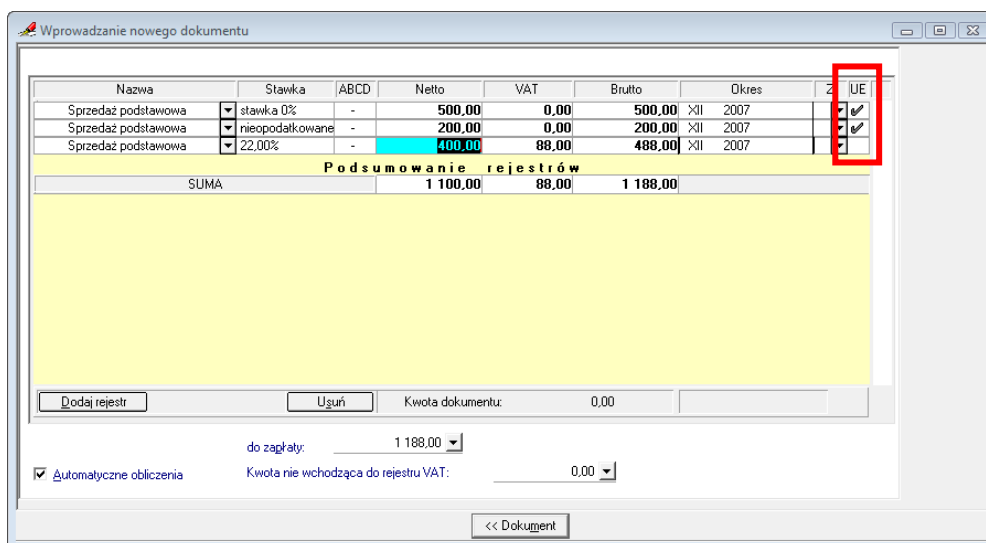 Wprowadzanie nowego dokumentu
Nazwa Stawka ABCD Netto VAT Brutto Okres Z UE
Sprzedaż podstawowa stawka 0% - 500,00 0,00 500,00 XII 2007
Sprzedaż podstawowa nieopodatkowane - 200,00 0,00 200,00 XII 2007
Sprzedaż podstawowa 22,00% - 400,00 88,00 488,00 XII 2007
Podsumowanie rejestrów
SUMA 1 100,00 88,00 1 188,00
Dodaj rejestr Usuń Kwota dokumentu: 0,00
do zapłaty: 1 188,00
Automatyczne obliczenia Kwota nie wchodząca do rejestru VAT: 0,00
<< Dokument